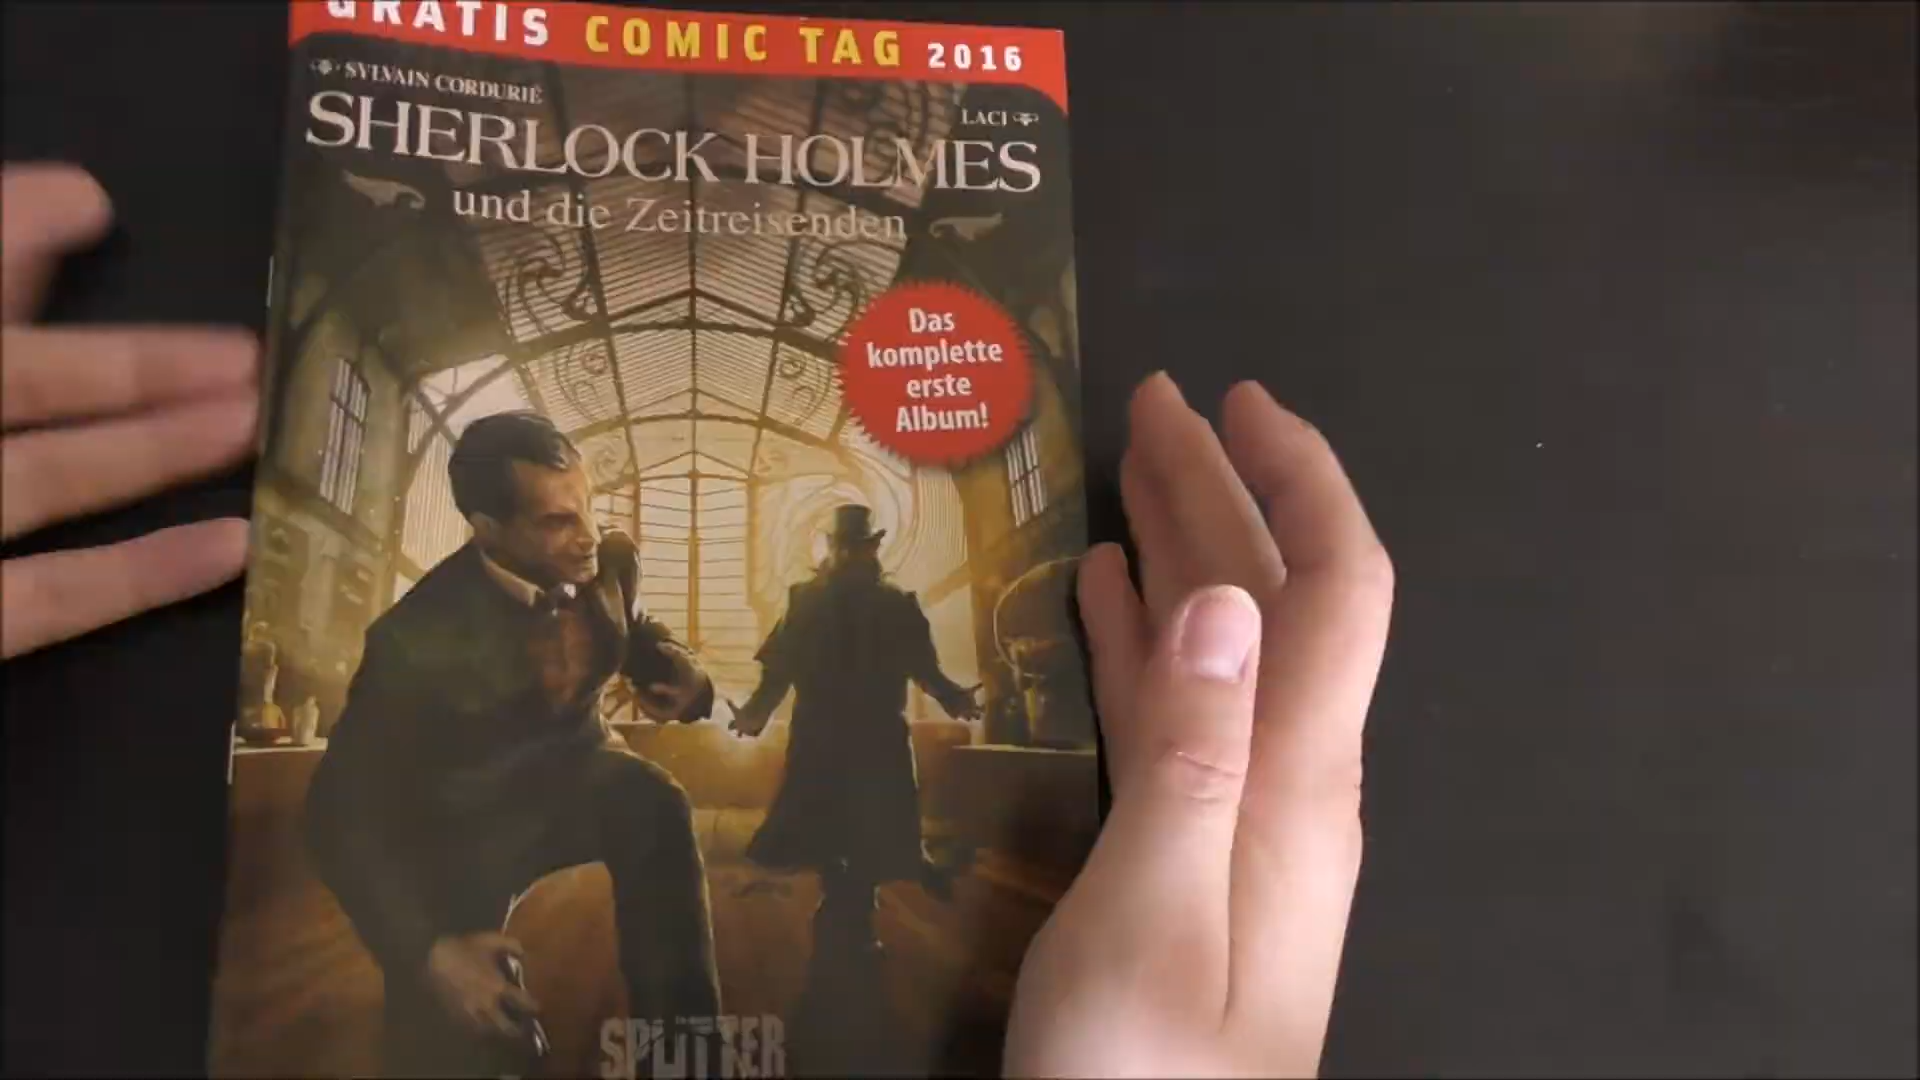 GRATIS COMIC TAG 2016
SYLVAIN CORDURIÉ
LACI
SHERLOCK HOLMES
und die Zeitreisenden
Das
komplette
erste
Album!
SPLITTER